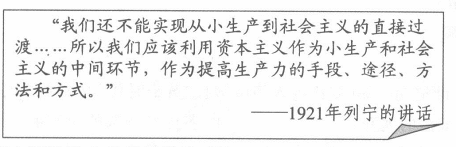 “我们还不能实现从小生产到社会主义的直接过
渡……所以我们应该利用资本主义作为小生产和社会
主义的中间环节，作为提高生产力的手段、途径、方
法和方式。”
——1921年列宁的讲话